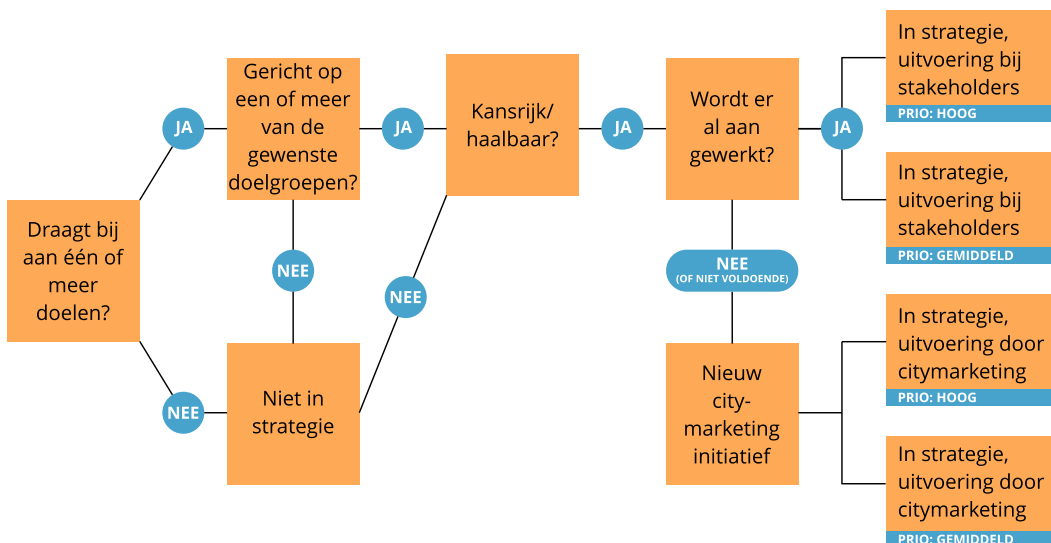 Draagt bij
aan één of
meer
doelen?
JA
NEE
Gericht op
een of meer
van de
gewenste
doelgroepen?
NEE
Niet in
strategie
JA
NEE
Kansrijk/
haalbaar?
JA
Wordt er
al aan
gewerkt?
NEE
(OF NIET VOLDOENDE)
Nieuw
city-
marketing
initiatief
JA
In strategie,
uitvoering bij
stakeholders
PRIO: HOOG
In strategie,
uitvoering bij
stakeholders
PRIO: GEMIDDELD
In strategie,
uitvoering door
citymarketing
PRIO: HOOG
In strategie,
uitvoering door
citymarketing
PRIO: GEMIDDELD